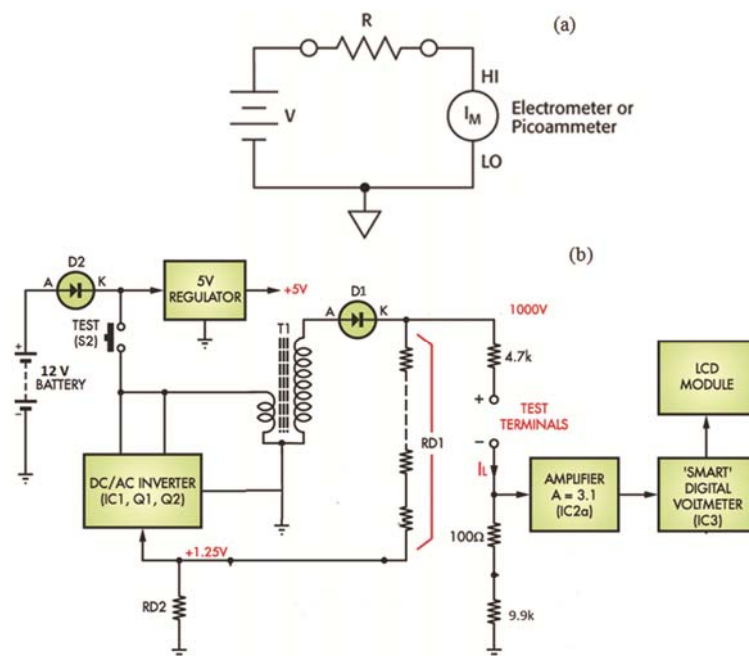 (a)
R
V
HI
I_M
LO
Electrometer or
Picoammeter
(b)
D2
A
K
5V
REGULATOR
+5V
D1
A
K
1000V
TEST
(S2)
T1
4.7k
+
12 V
BATTERY
−
+
TEST
TERMINALS
−
LCD
MODULE
RD1
I_L
DC/AC INVERTER
(IC1, Q1, Q2)
AMPLIFIER
A = 3.1
(IC2a)
'SMART'
DIGITAL
VOLTMETER
(IC3)
100Ω
+1.25V
RD2
9.9k